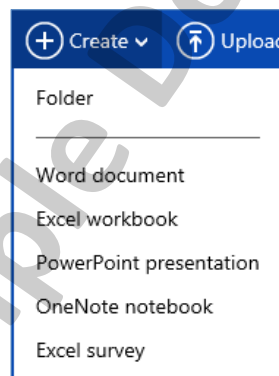 Create Upload
Folder
Word document
Excel workbook
PowerPoint presentation
OneNote notebook
Excel survey